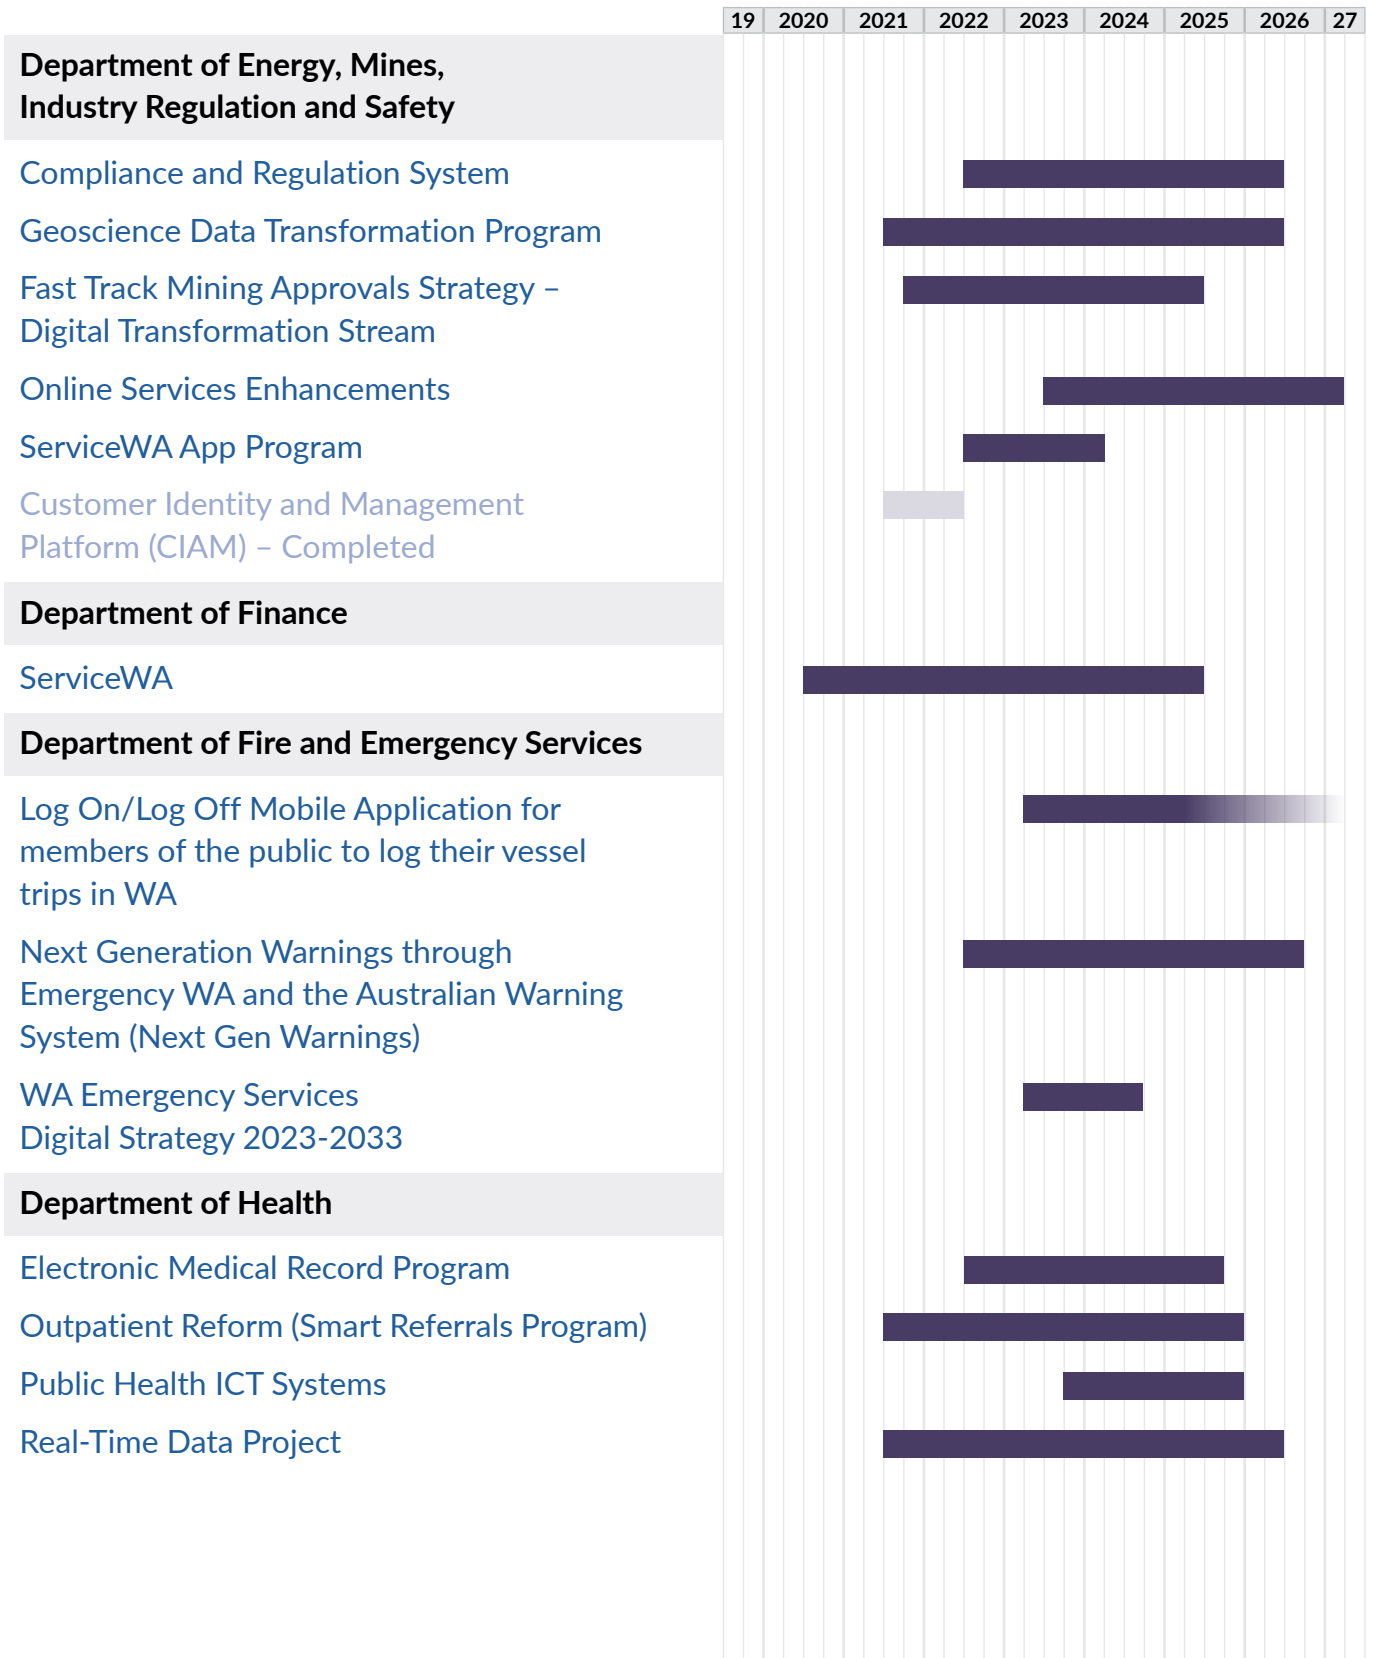 19 2020 2021 2022 2023 2024 2025 2026 27
Department of Energy, Mines,
Industry Regulation and Safety
Compliance and Regulation System
Geoscience Data Transformation Program
Fast Track Mining Approvals Strategy –
Digital Transformation Stream
Online Services Enhancements
ServiceWA App Program
Customer Identity and Management
Platform (CIAM) – Completed
Department of Finance
ServiceWA
Department of Fire and Emergency Services
Log On/Log Off Mobile Application for
members of the public to log their vessel
trips in WA
Next Generation Warnings through
Emergency WA and the Australian Warning
System (Next Gen Warnings)
WA Emergency Services
Digital Strategy 2023-2033
Department of Health
Electronic Medical Record Program
Outpatient Reform (Smart Referrals Program)
Public Health ICT Systems
Real-Time Data Project